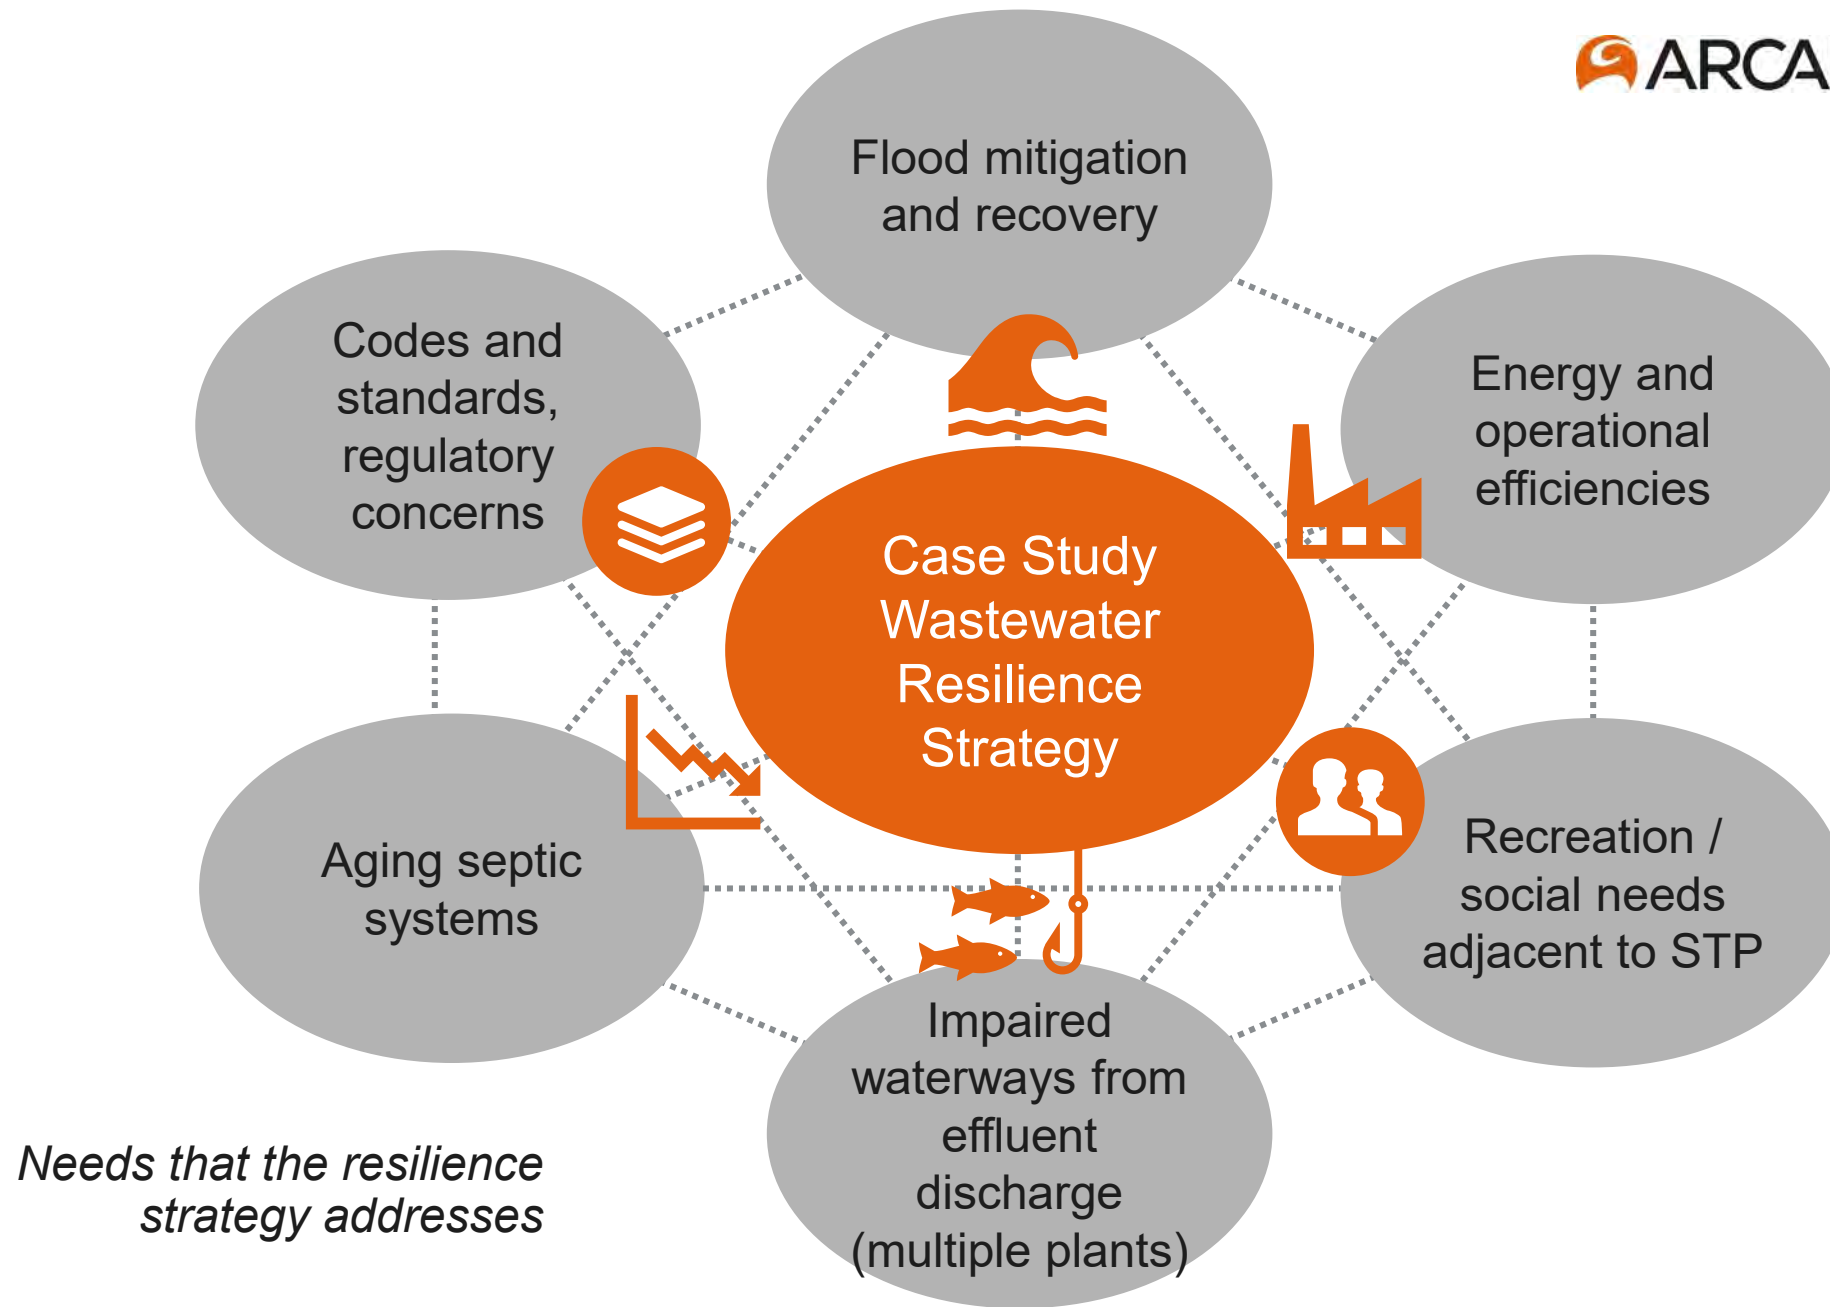 ARCA
Flood mitigation
and recovery
Codes and
standards,
regulatory
concerns
Energy and
operational
efficiencies
Case Study
Wastewater
Resilience
Strategy
Aging septic
systems
Recreation /
social needs
adjacent to STP
Impaired
waterways from
effluent
discharge
(multiple plants)
Needs that the resilience
strategy addresses